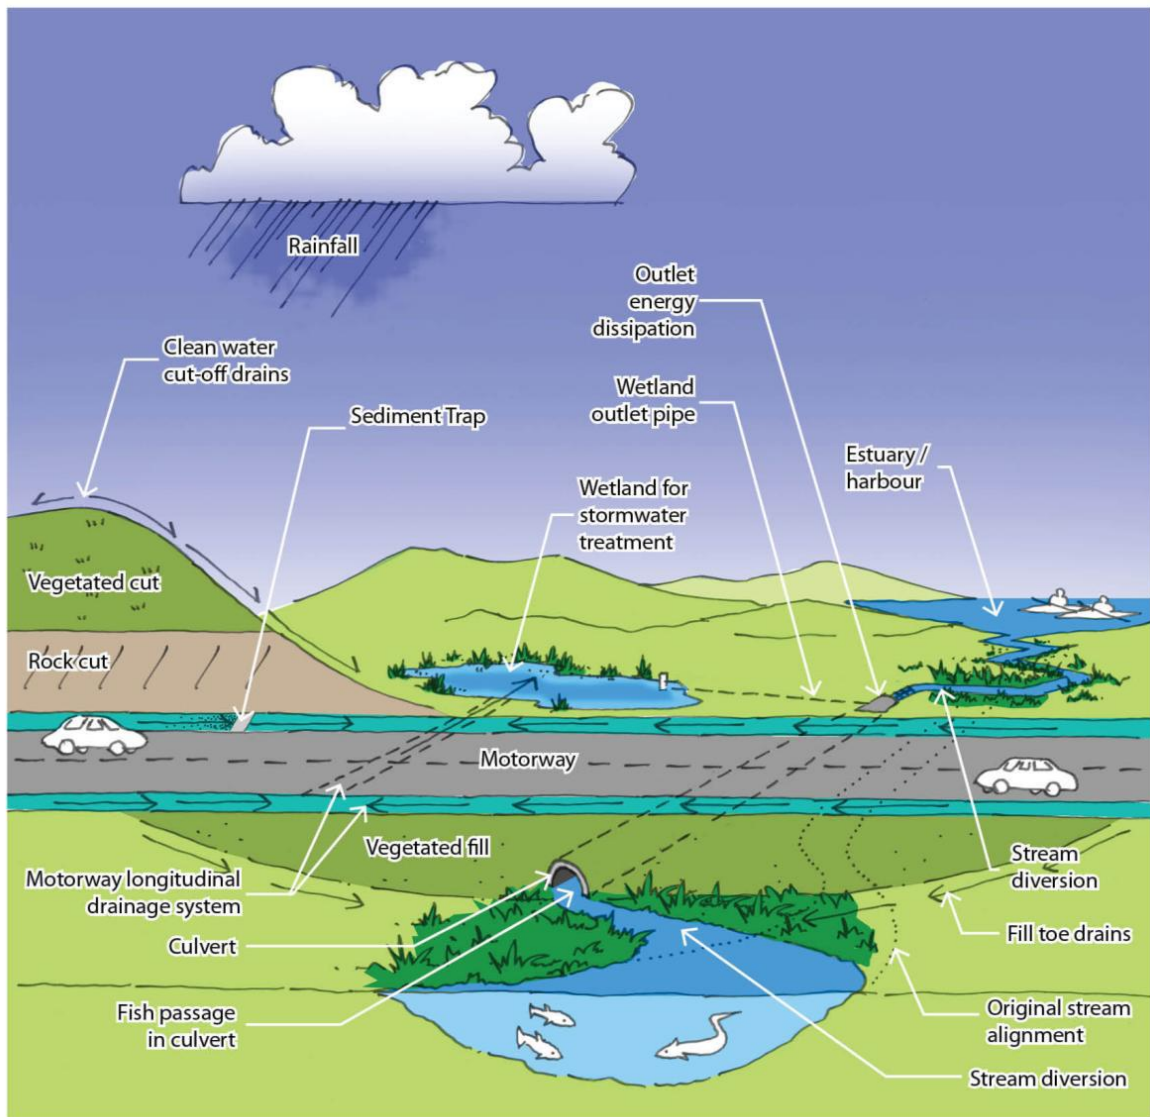 Rainfall
Outlet
energy
dissipation
Clean water
cut-off drains
Wetland
outlet pipe
Sediment Trap
Estuary /
harbour
Wetland for
stormwater
treatment
Vegetated cut
Rock cut
Motorway
Vegetated fill
Stream
diversion
Motorway longitudinal
drainage system
Culvert
Fill toe drains
Fish passage
in culvert
Original stream
alignment
Stream diversion